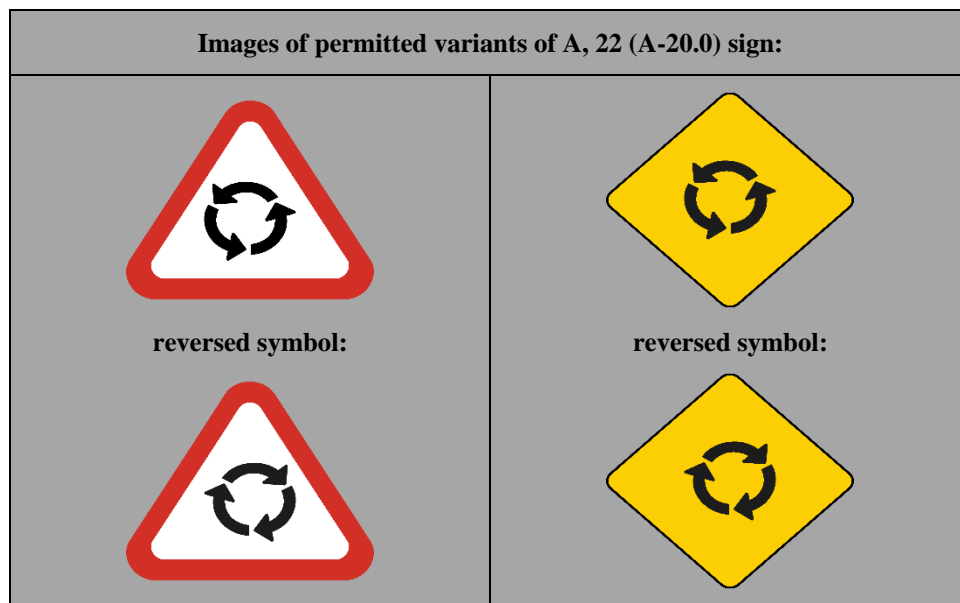 Images of permitted variants of A, 22 (A-20.0) sign:
reversed symbol:
reversed symbol: